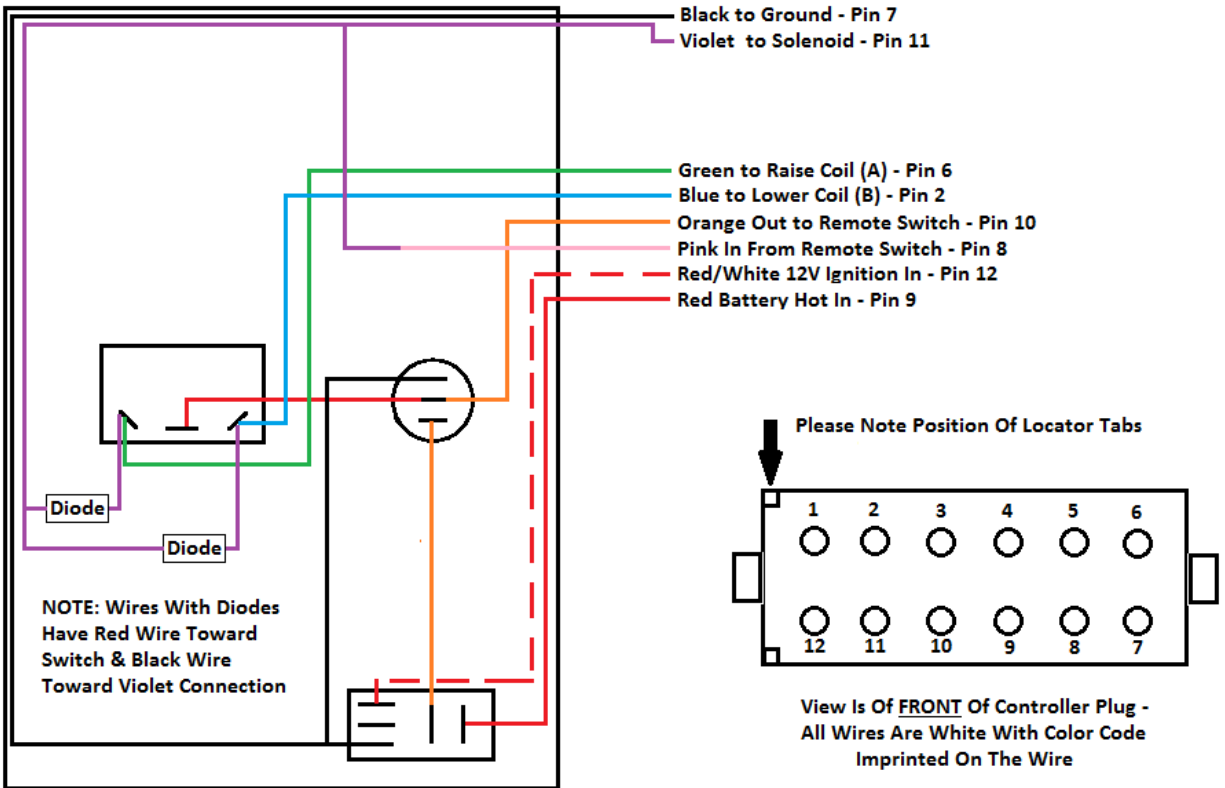 Black to Ground - Pin 7
Violet to Solenoid - Pin 11
Green to Raise Coil (A) - Pin 6
Blue to Lower Coil (B) - Pin 2
Orange Out to Remote Switch - Pin 10
Pink In From Remote Switch - Pin 8
Red/White 12V Ignition In - Pin 12
Red Battery Hot In - Pin 9
Diode
Diode
NOTE: Wires With Diodes
Have Red Wire Toward
Switch & Black Wire
Toward Violet Connection
Please Note Position Of Locator Tabs
1 2 3 4 5 6
12 11 10 9 8 7
View Is Of FRONT Of Controller Plug -
All Wires Are White With Color Code
Imprinted On The Wire